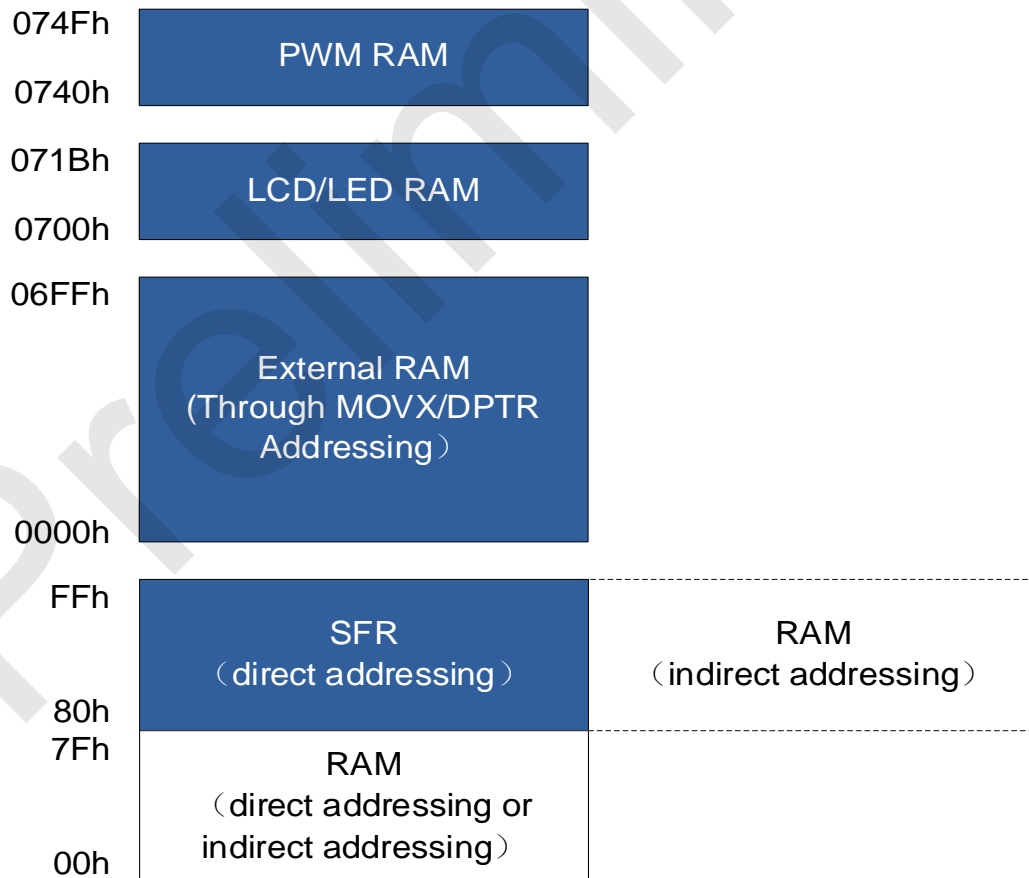 074Fh
PWM RAM
0740h
071Bh
LCD/LED RAM
0700h
06FFh
External RAM
(Through MOVX/DPTR
Addressing）
0000h
FFh
SFR
（direct addressing）
RAM
（indirect addressing）
80h
7Fh
RAM
（direct addressing or
indirect addressing）
00h
Prelimi